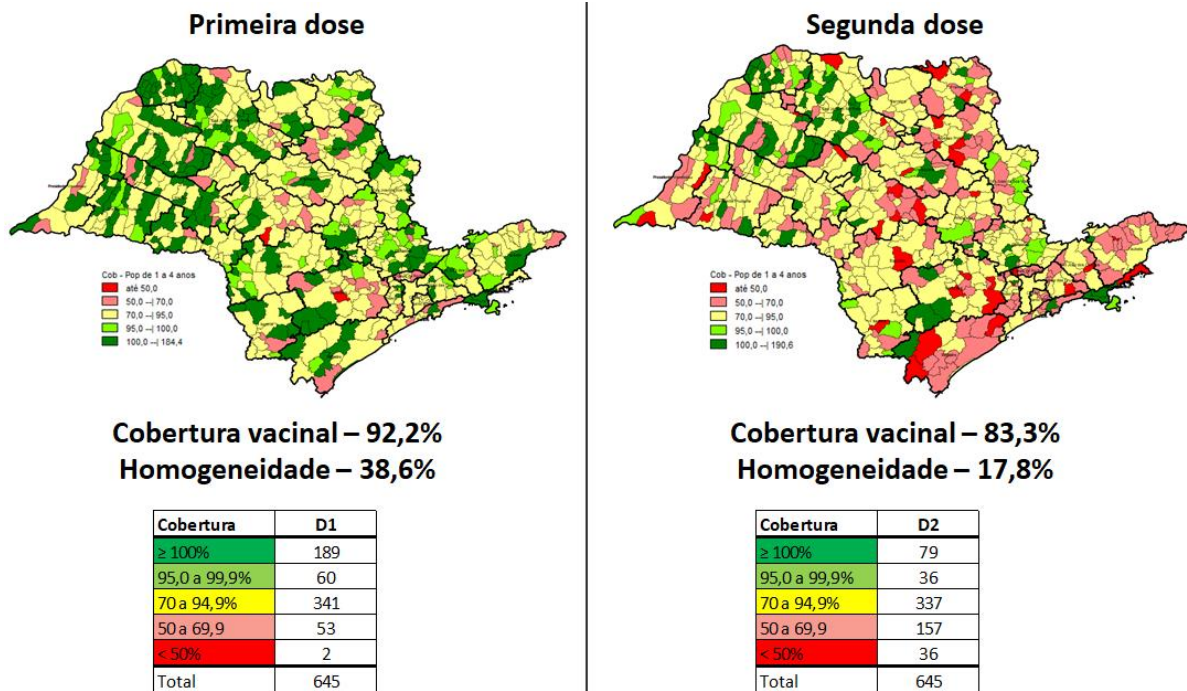 Primeira dose
Cob - Pop de 1 a 4 anos
até 50,0
50,0 --| 70,0
70,0 --| 95,0
95,0 --| 100,0
100,0 --| 184,4
Cobertura vacinal – 92,2%
Homogeneidade – 38,6%
Cobertura D1
≥ 100% 189
95,0 a 99,9% 60
70 a 94,9% 341
50 a 69,9 53
< 50% 2
Total 645
Segunda dose
Cob - Pop de 1 a 4 anos
até 50,0
50,0 --| 70,0
70,0 --| 95,0
95,0 --| 100,0
100,0 --| 190,6
Cobertura vacinal – 83,3%
Homogeneidade – 17,8%
Cobertura D2
≥ 100% 79
95,0 a 99,9% 36
70 a 94,9% 337
50 a 69,9 157
< 50% 36
Total 645